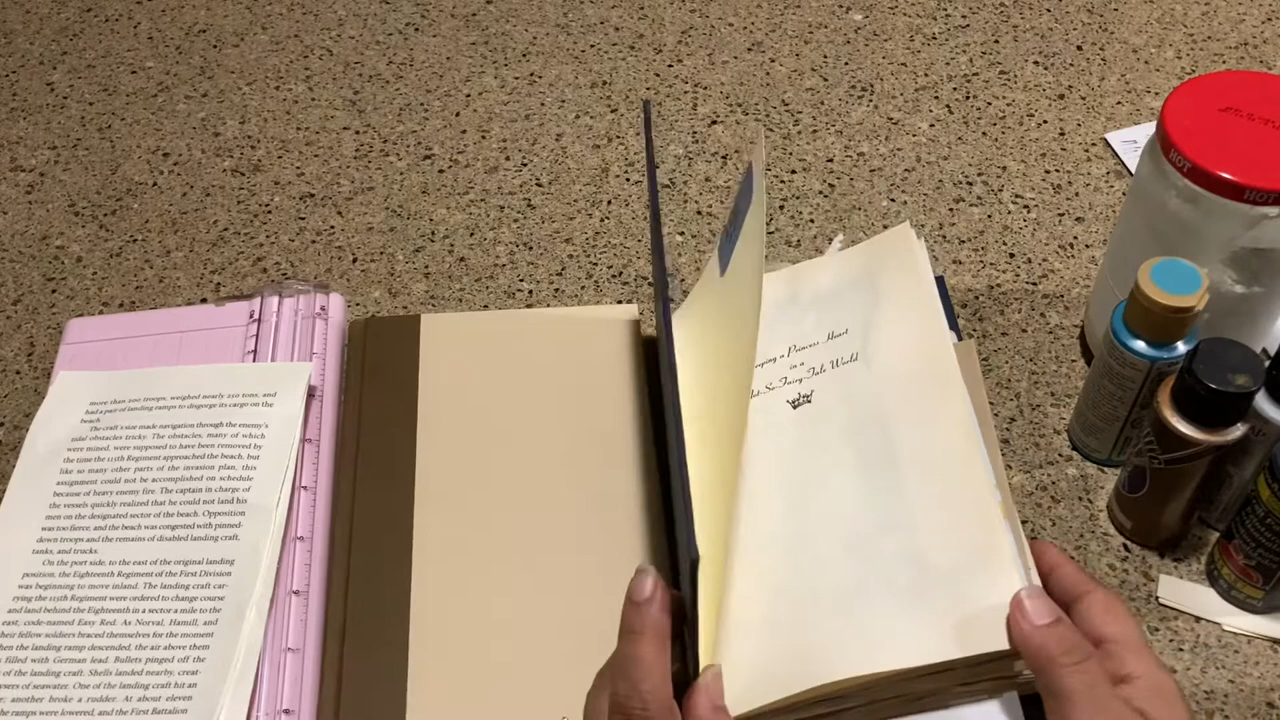 more than 200 troops, weighed nearly 250 tons, and
had a pair of landing ramps to disgorge its cargo on the
beach.
The craft's size made navigation through the enemy's
tidal obstacles tricky. The obstacles, many of which
were mined, were supposed to have been removed by
the time the 115th Regiment approached the beach, but
like so many other parts of the invasion plan, this
assignment could not be accomplished on schedule
because of heavy enemy fire. The captain in charge of
the vessels quickly realized that he could not land his
men on the designated sector of the beach. Opposition
was too fierce, and the beach was congested with pinned-
down troops and the remains of disabled landing craft,
tanks, and trucks.
On the port side, to the east of the original landing
position, the Eighteenth Regiment of the First Division
was beginning to move inland. The landing craft car-
rying the 115th Regiment were ordered to change course
and land behind the Eighteenth in a sector a mile to the
east, code-named Easy Red. As Norval, Hamill, and
heir fellow soldiers braced themselves for the moment
hen the landing ramp descended, the air above them
filled with German lead. Bullets pinged off the
of the landing craft. Shells landed nearby, creat-
ysers of seawater. One of the landing craft hit an
e; another broke a rudder. At about eleven
he ramps were lowered, and the First Battalion
eeping a Princess Heart
in a
Not-So-Fairy-Tale World
HOT
HOT